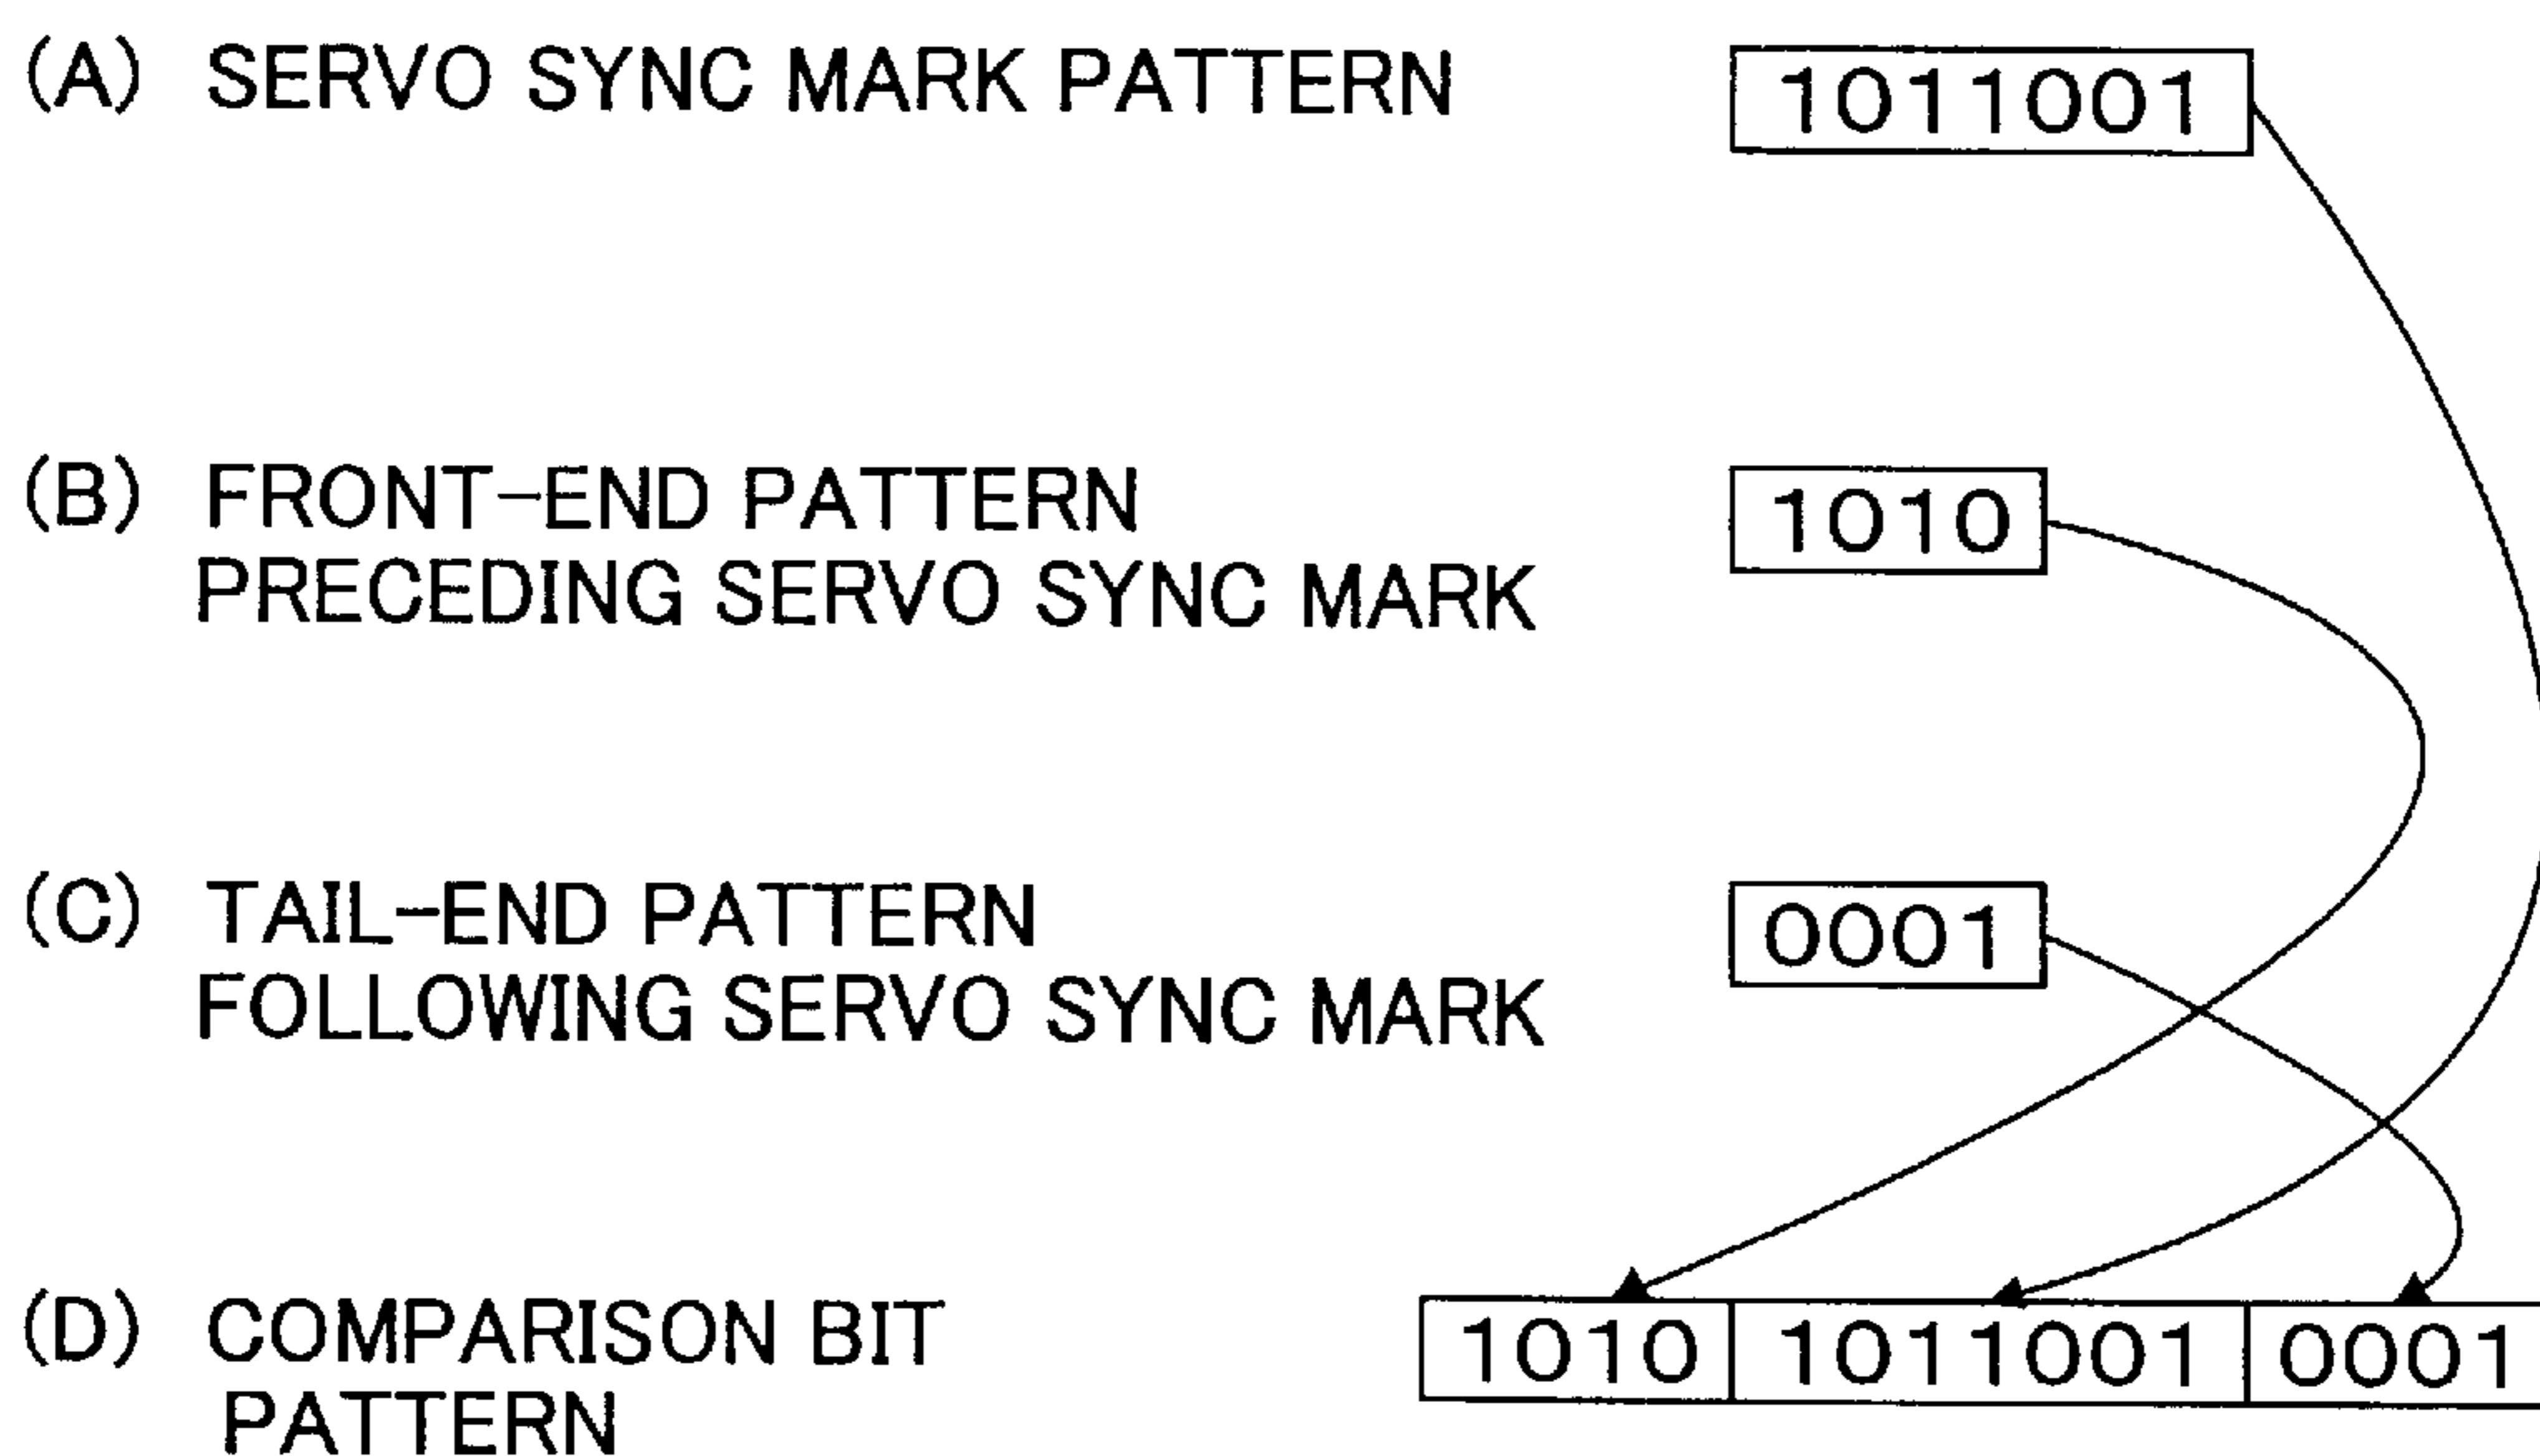 (A) SERVO SYNC MARK PATTERN 1011001
(B) FRONT-END PATTERN 1010
PRECEDING SERVO SYNC MARK
(C) TAIL-END PATTERN 0001
FOLLOWING SERVO SYNC MARK
(D) COMPARISON BIT 1010 1011001 0001
PATTERN